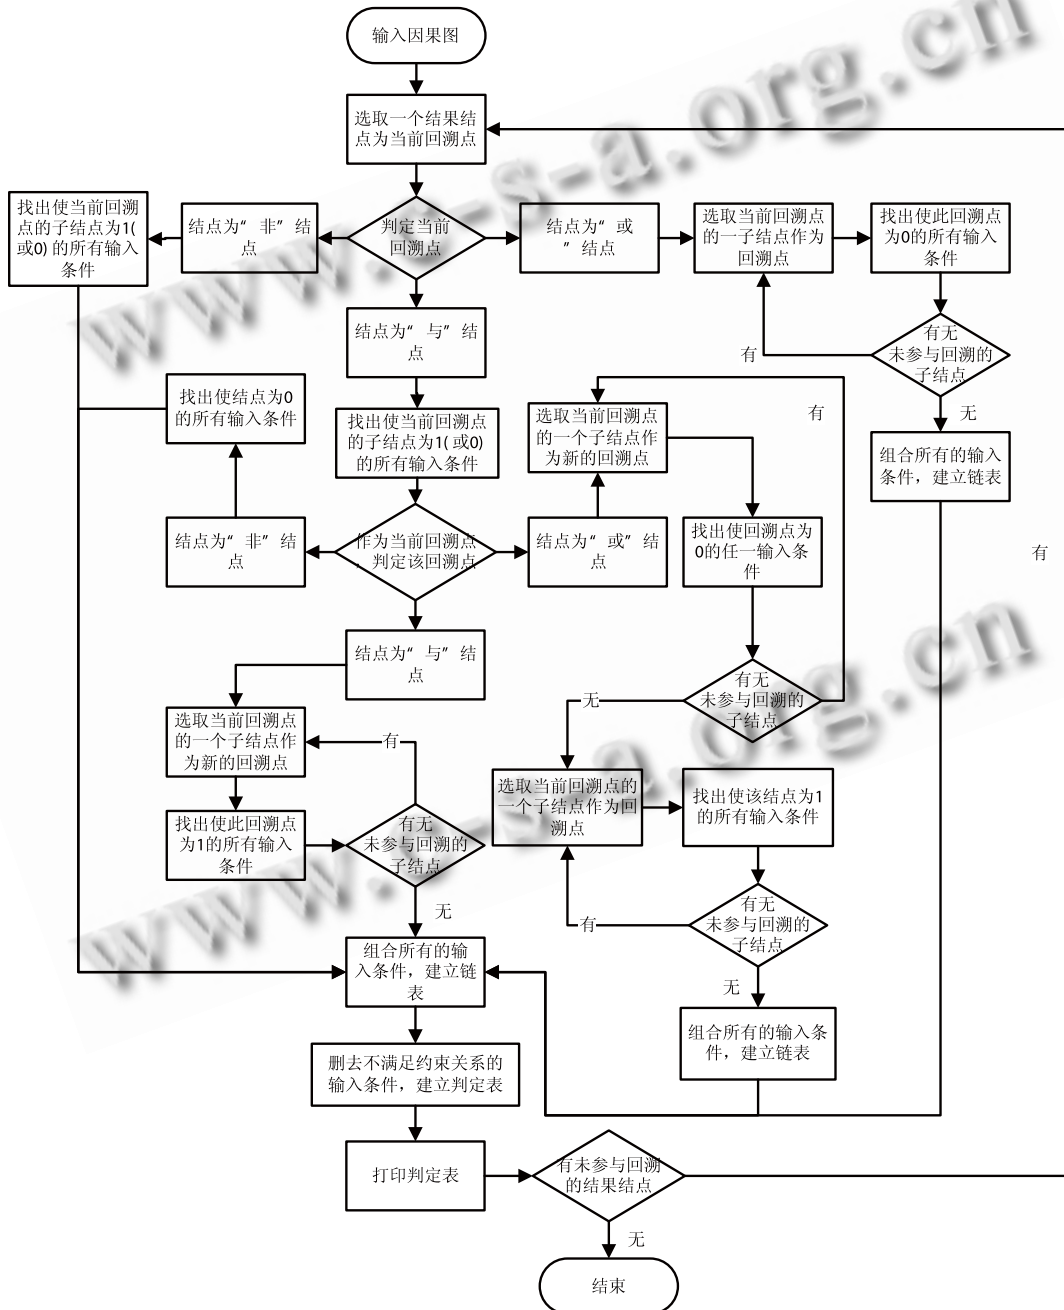 输入因果图
选取一个结果结
点为当前回溯点
找出使当前回溯
点的子结点为1(
或0) 的所有输入
条件
结点为“ 非” 结
点
判定当前
回溯点
结点为“ 或
” 结点
选取当前回溯点
的一子结点作为
回溯点
找出使此回溯点
为0的所有输入
条件
结点为“ 与” 结
点
有无
未参与回溯的
子结点
有
无
找出使结点为0
的所有输入条件
找出使当前回溯点
的子结点为1( 或0)
的所有输入条件
选取当前回溯点
的一个子结点作
为新的回溯点
有
组合所有的输入
条件，建立链表
结点为“ 非” 结
点
作为当前回溯点
，判定该回溯点
结点为“ 或” 结
点
找出使回溯点为
0的任一输入条
件
有
结点为“ 与” 结
点
有无
未参与回溯的
子结点
无
选取当前回溯点
的一个子结点作
为新的回溯点
有
选取当前回溯点的
一个子结点作为回
溯点
找出使该结点为1
的所有输入条件
找出使此回溯点
为1的所有输入
条件
有无
未参与回溯的
子结点
无
有无
未参与回溯的
子结点
有
无
组合所有的输
入条件，建立链
表
组合所有的输入条
件，建立链表
删去不满足约束关系的
输入条件，建立判定表
打印判定表
有未参与回溯
的结果结点
无
结束
www.c-s-a.org.cn
www.c-s-a.org.cn